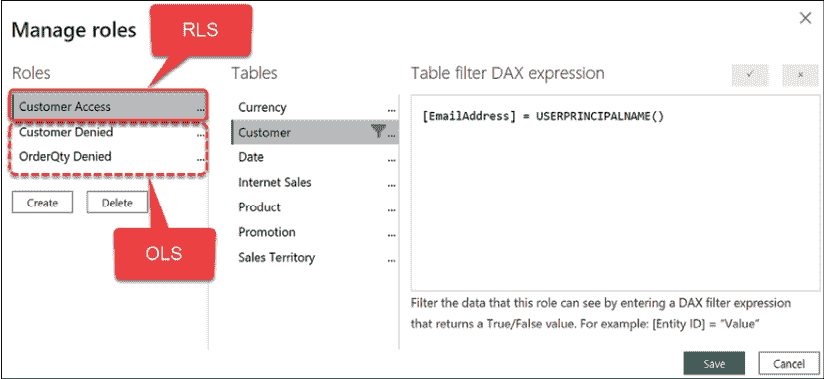 Manage roles
RLS
Roles
Customer Access ...
Customer Denied ...
OrderQty Denied ...
Create Delete
OLS
Tables
Currency ...
Customer ...
Date ...
Internet Sales ...
Product ...
Promotion ...
Sales Territory ...
Table filter DAX expression
[EmailAddress] = USERPRINCIPALNAME()
Filter the data that this role can see by entering a DAX filter expression
that returns a True/False value. For example: [Entity ID] = “Value”
Save Cancel